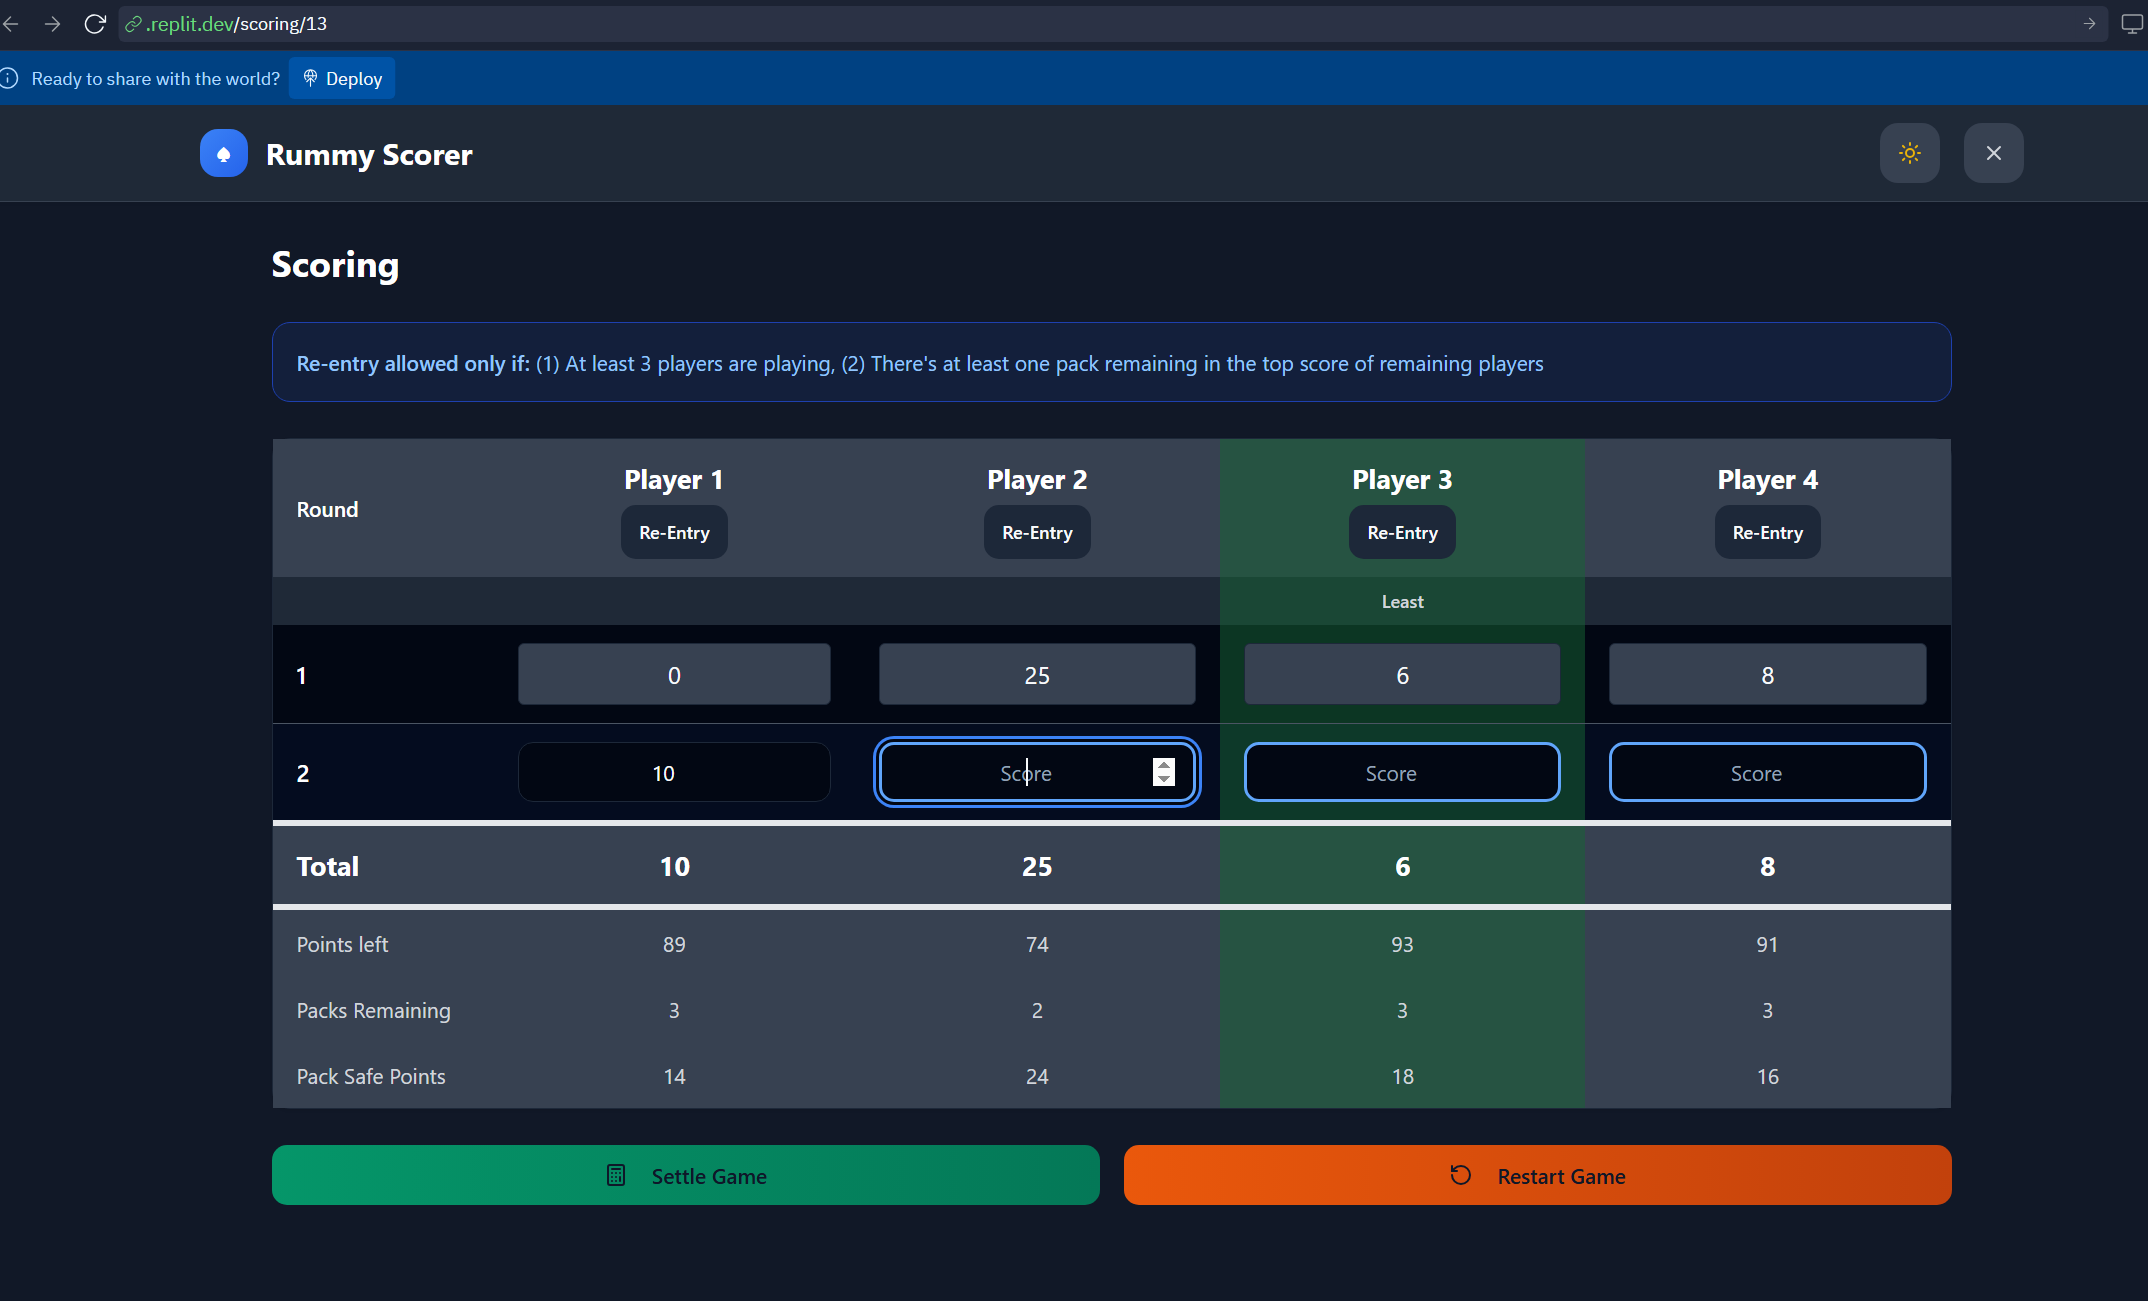 .replit.dev/scoring/13
Ready to share with the world? Deploy
Rummy Scorer
Scoring
Re-entry allowed only if: (1) At least 3 players are playing, (2) There's at least one pack remaining in the top score of remaining players
Round Player 1 Player 2 Player 3 Player 4
Re-Entry Re-Entry Re-Entry Re-Entry
Least
1 0 25 6 8
2 10 Score Score Score
Total 10 25 6 8
Points left 89 74 93 91
Packs Remaining 3 2 3 3
Pack Safe Points 14 24 18 16
Settle Game Restart Game